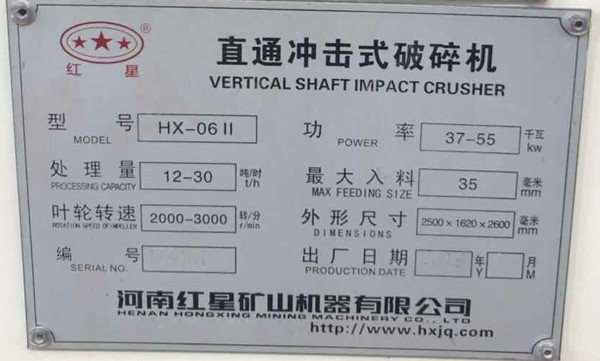 红 星 ®
直通冲击式破碎机
VERTICAL SHAFT IMPACT CRUSHER
型 号 MODEL HX-06 II
功 率 POWER 37-55 千瓦 kw
处 理 量 PROCESSING CAPACITY 12-30 吨/时 t/h
最 大 入 料 MAX FEEDING SIZE 35 毫米 mm
叶轮转速 ROTATION SPEED OF IMPELLER 2000-3000 转/分 r/min
外 形 尺 寸 DIMENSIONS 2500×1620×2600 毫米 mm
编 号 SERIAL NO.
出 厂 日 期 PRODUCTION DATE 年 Y 月 M
河南红星矿山机器有限公司
HENAN HONGXING MINING MACHINERY CO., LTD
http://www.hxjq.com